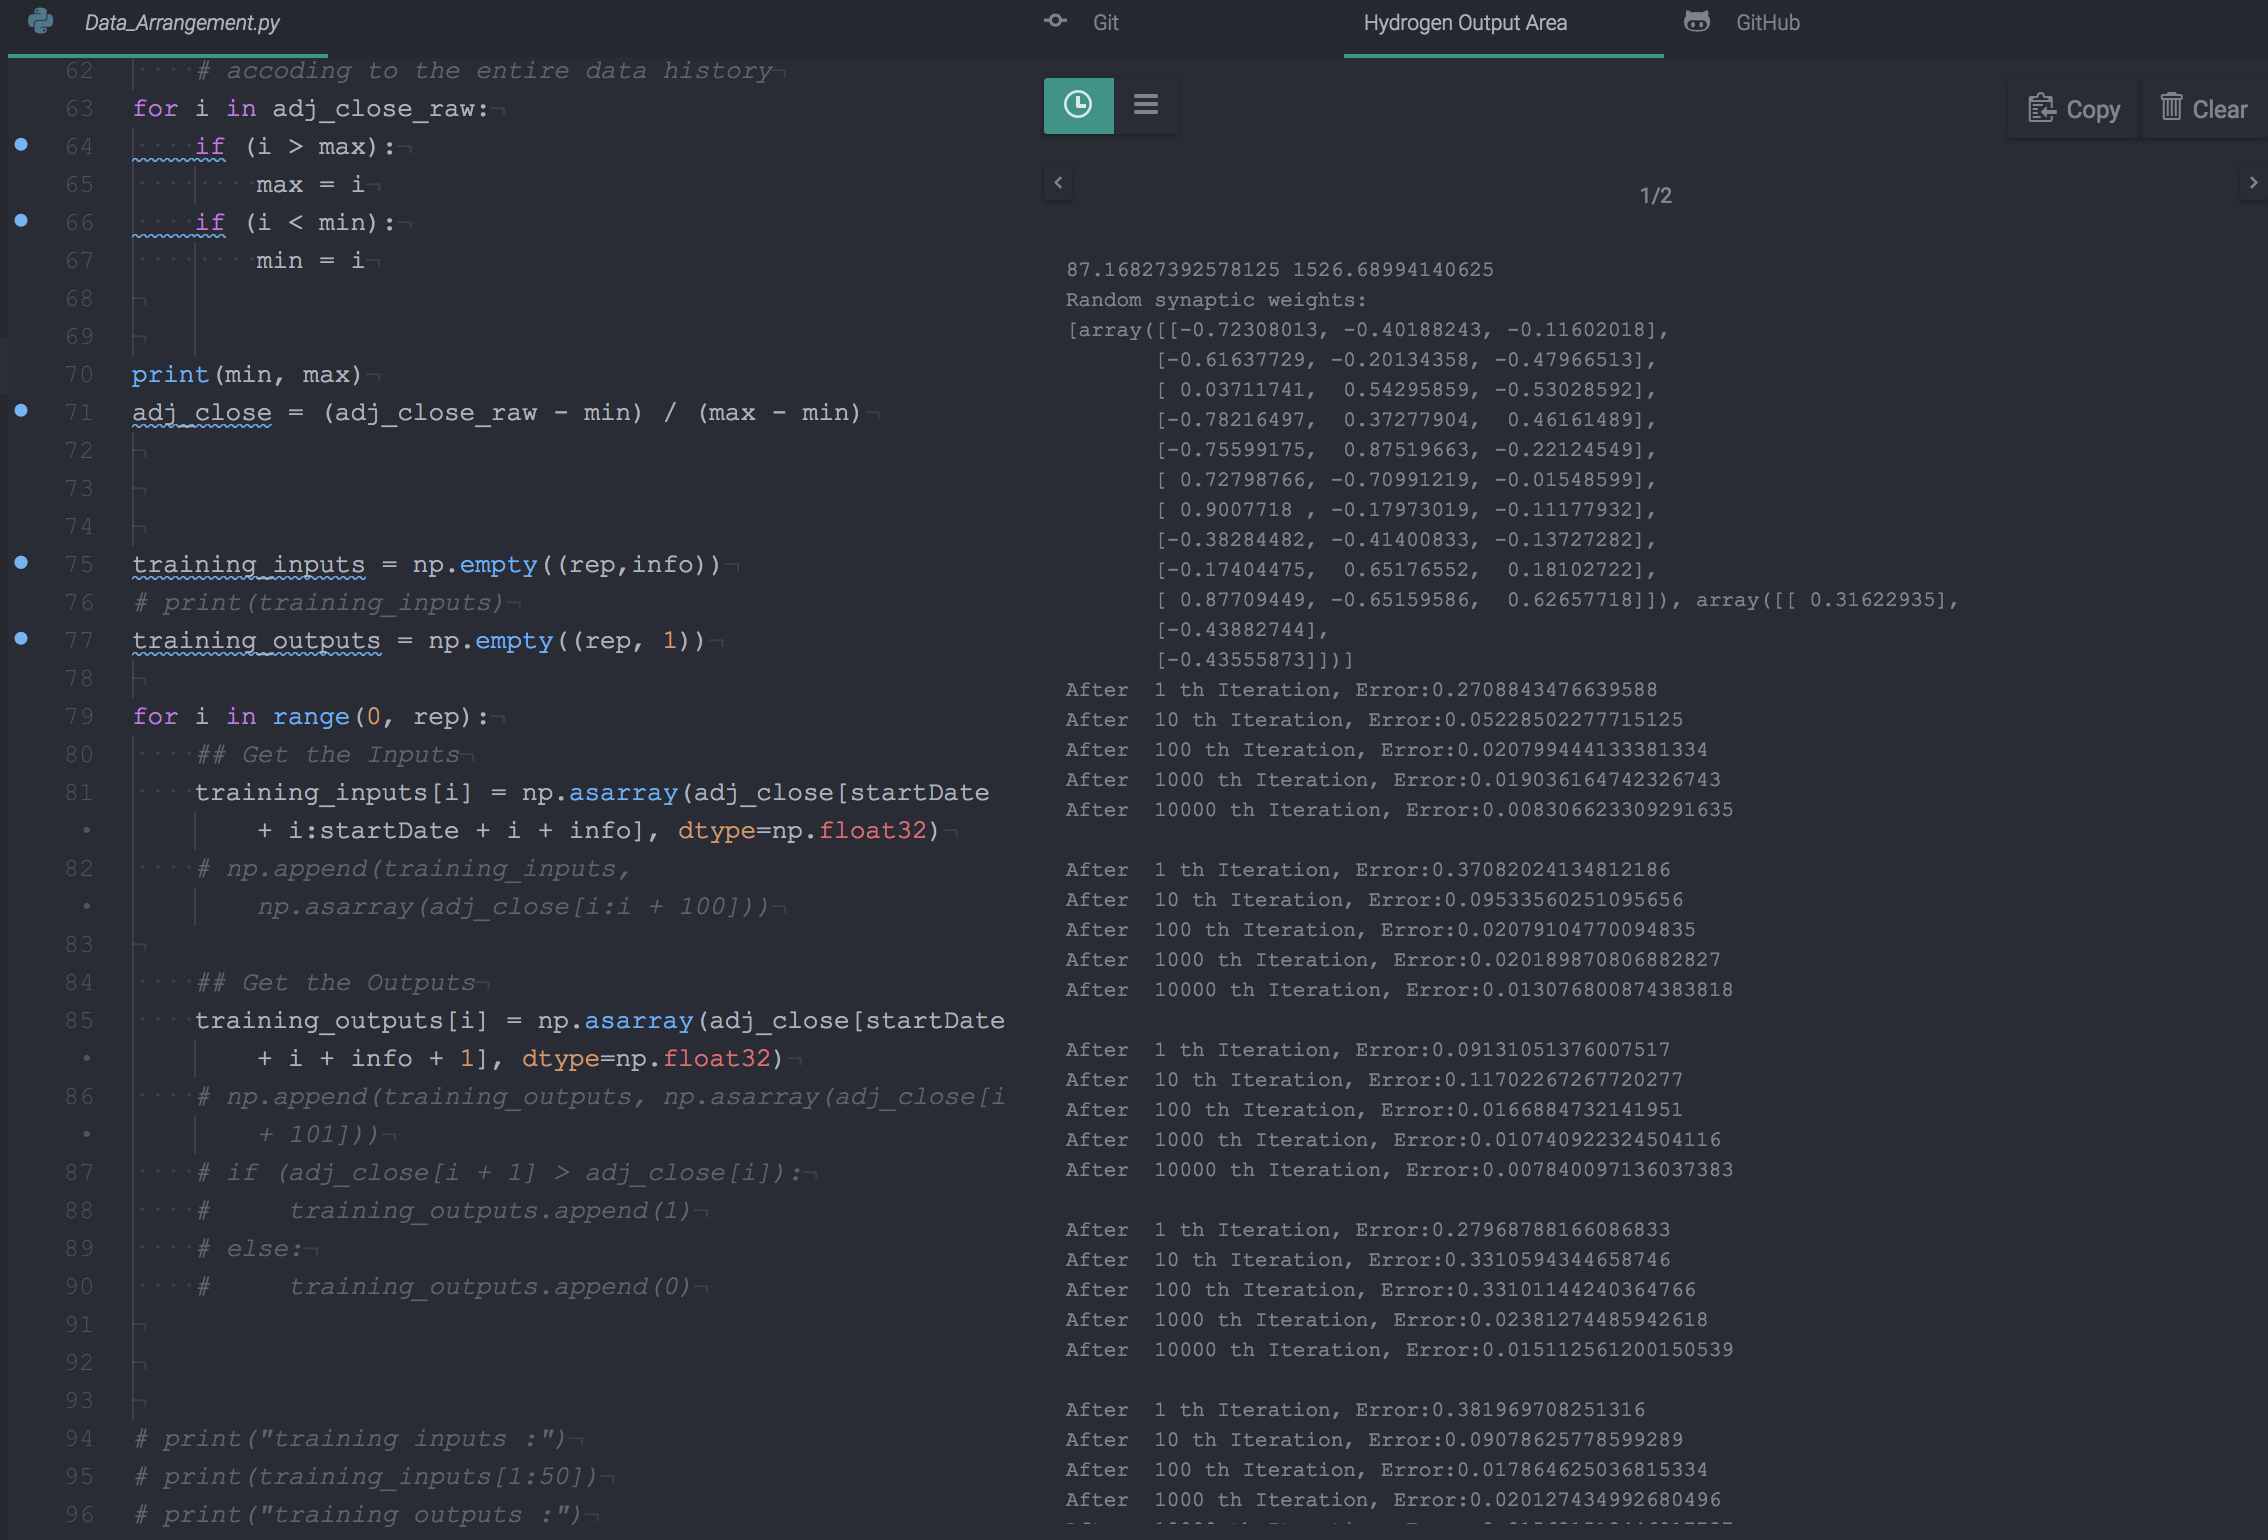 Data_Arrangement.py
62 # accoding to the entire data history
63 for i in adj_close_raw:
64 if (i > max):
65 max = i
66 if (i < min):
67 min = i
68
69
70 print(min, max)
71 adj_close = (adj_close_raw - min) / (max - min)
72
73
74
75 training_inputs = np.empty((rep,info))
76 # print(training_inputs)
77 training_outputs = np.empty((rep, 1))
78
79 for i in range(0, rep):
80 ## Get the Inputs
81 training_inputs[i] = np.asarray(adj_close[startDate
+ i:startDate + i + info], dtype=np.float32)
82 # np.append(training_inputs,
np.asarray(adj_close[i:i + 100]))
83
84 ## Get the Outputs
85 training_outputs[i] = np.asarray(adj_close[startDate
+ i + info + 1], dtype=np.float32)
86 # np.append(training_outputs, np.asarray(adj_close[i
+ 101]))
87 # if (adj_close[i + 1] > adj_close[i]):
88 # training_outputs.append(1)
89 # else:
90 # training_outputs.append(0)
91
92
93
94 # print("training inputs :")
95 # print(training_inputs[1:50])
96 # print("training outputs :")
Git
Hydrogen Output Area
GitHub
Copy
Clear
1/2
87.16827392578125 1526.68994140625
Random synaptic weights:
[array([[-0.72308013, -0.40188243, -0.11602018],
[-0.61637729, -0.20134358, -0.47966513],
[ 0.03711741, 0.54295859, -0.53028592],
[-0.78216497, 0.37277904, 0.46161489],
[-0.75599175, 0.87519663, -0.22124549],
[ 0.72798766, -0.70991219, -0.01548599],
[ 0.9007718 , -0.17973019, -0.11177932],
[-0.38284482, -0.41400833, -0.13727282],
[-0.17404475, 0.65176552, 0.18102722],
[ 0.87709449, -0.65159586, 0.62657718]]), array([[ 0.31622935],
[-0.43882744],
[-0.43555873]])]
After 1 th Iteration, Error:0.2708843476639588
After 10 th Iteration, Error:0.05228502277715125
After 100 th Iteration, Error:0.020799444133381334
After 1000 th Iteration, Error:0.019036164742326743
After 10000 th Iteration, Error:0.008306623309291635
After 1 th Iteration, Error:0.37082024134812186
After 10 th Iteration, Error:0.09533560251095656
After 100 th Iteration, Error:0.02079104770094835
After 1000 th Iteration, Error:0.020189870806882827
After 10000 th Iteration, Error:0.013076800874383818
After 1 th Iteration, Error:0.09131051376007517
After 10 th Iteration, Error:0.11702267267720277
After 100 th Iteration, Error:0.0166884732141951
After 1000 th Iteration, Error:0.010740922324504116
After 10000 th Iteration, Error:0.007840097136037383
After 1 th Iteration, Error:0.27968788166086833
After 10 th Iteration, Error:0.3310594344658746
After 100 th Iteration, Error:0.33101144240364766
After 1000 th Iteration, Error:0.02381274485942618
After 10000 th Iteration, Error:0.015112561200150539
After 1 th Iteration, Error:0.381969708251316
After 10 th Iteration, Error:0.09078625778599289
After 100 th Iteration, Error:0.017864625036815334
After 1000 th Iteration, Error:0.020127434992680496